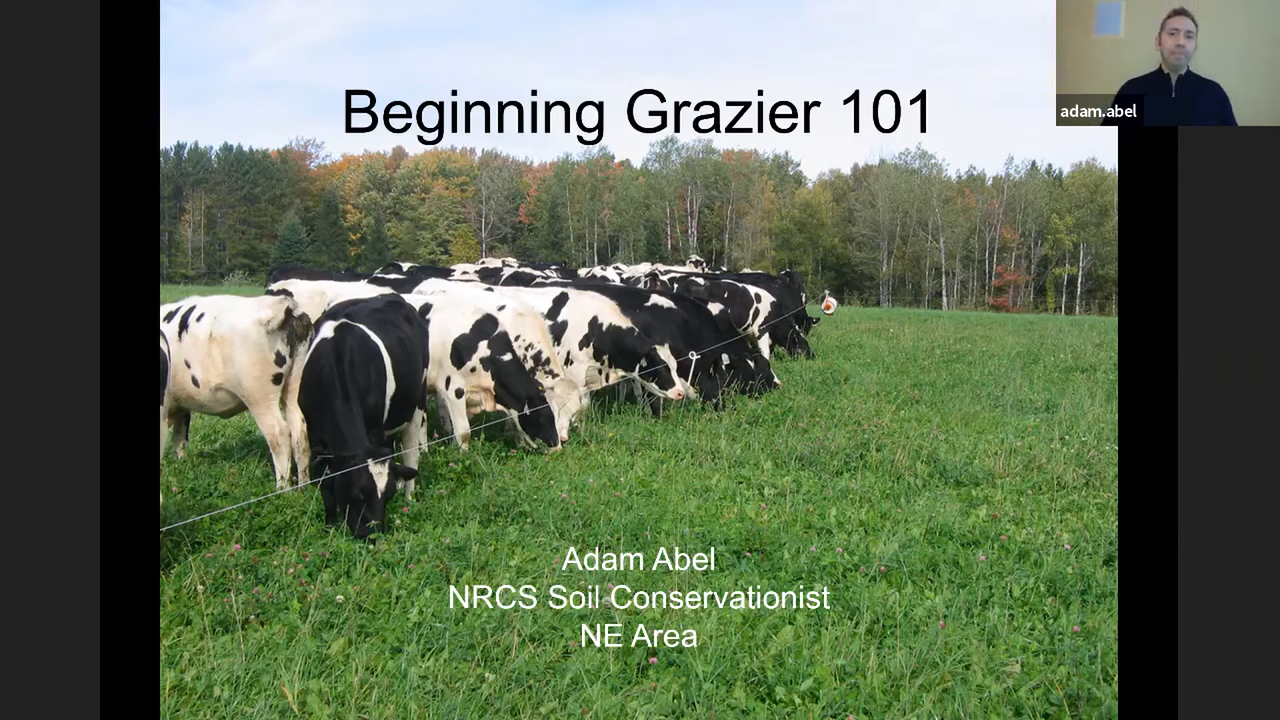 Beginning Grazier 101
adam.abel
Adam Abel
NRCS Soil Conservationist
NE Area